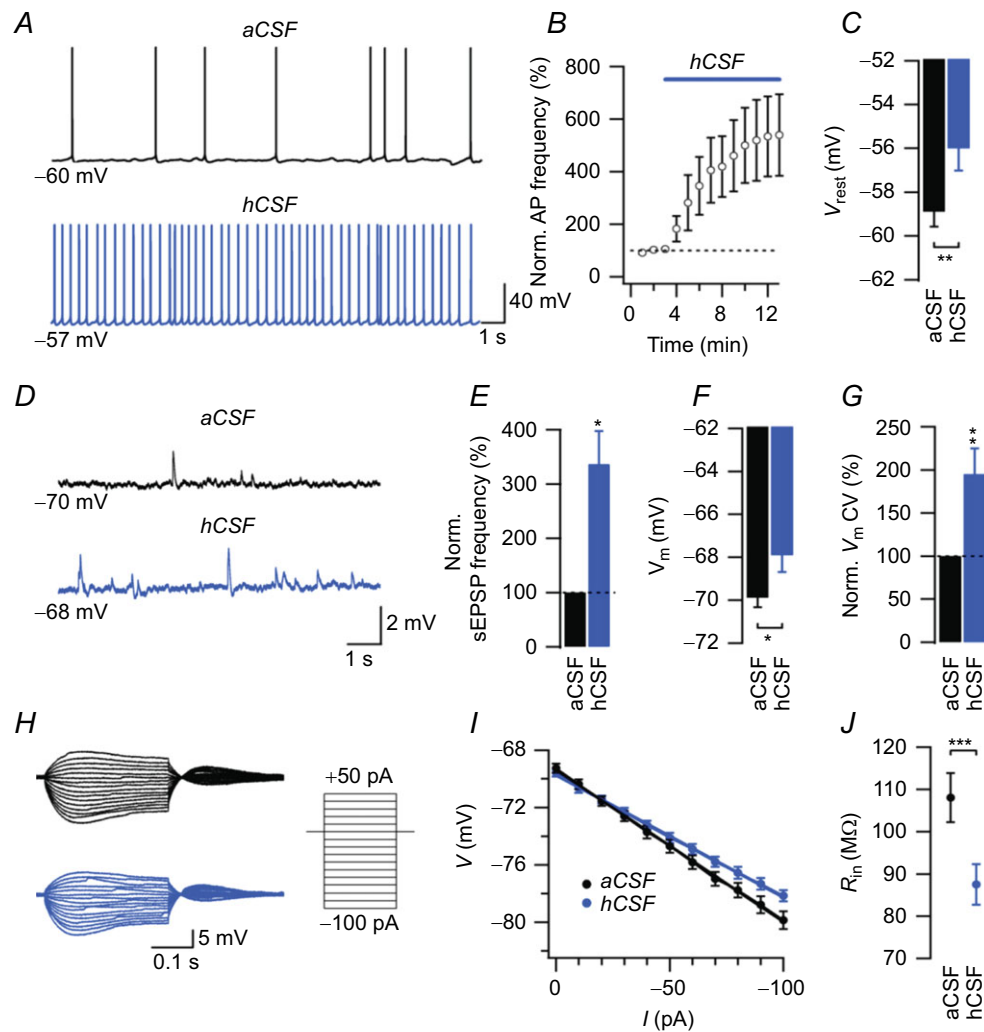 A
aCSF
−60 mV
hCSF
−57 mV
40 mV
1 s
B
hCSF
Norm. AP frequency (%)
800
600
400
200
0
0 4 8 12
Time (min)
C
−52
−54
−56
−58
−60
−62
V_rest (mV)
**
aCSF
hCSF
D
aCSF
−70 mV
hCSF
−68 mV
2 mV
1 s
E
Norm.
sEPSP frequency (%)
400
300
200
100
0
*
aCSF
hCSF
F
V_m (mV)
−62
−64
−66
−68
−70
−72
*
aCSF
hCSF
G
Norm. V_m CV (%)
250
200
150
100
50
0
**
aCSF
hCSF
H
+50 pA
−100 pA
5 mV
0.1 s
I
V (mV)
−68
−72
−76
−80
aCSF
hCSF
0 −50 −100
I (pA)
J
R_in (MΩ)
120
110
100
90
80
70
***
aCSF
hCSF